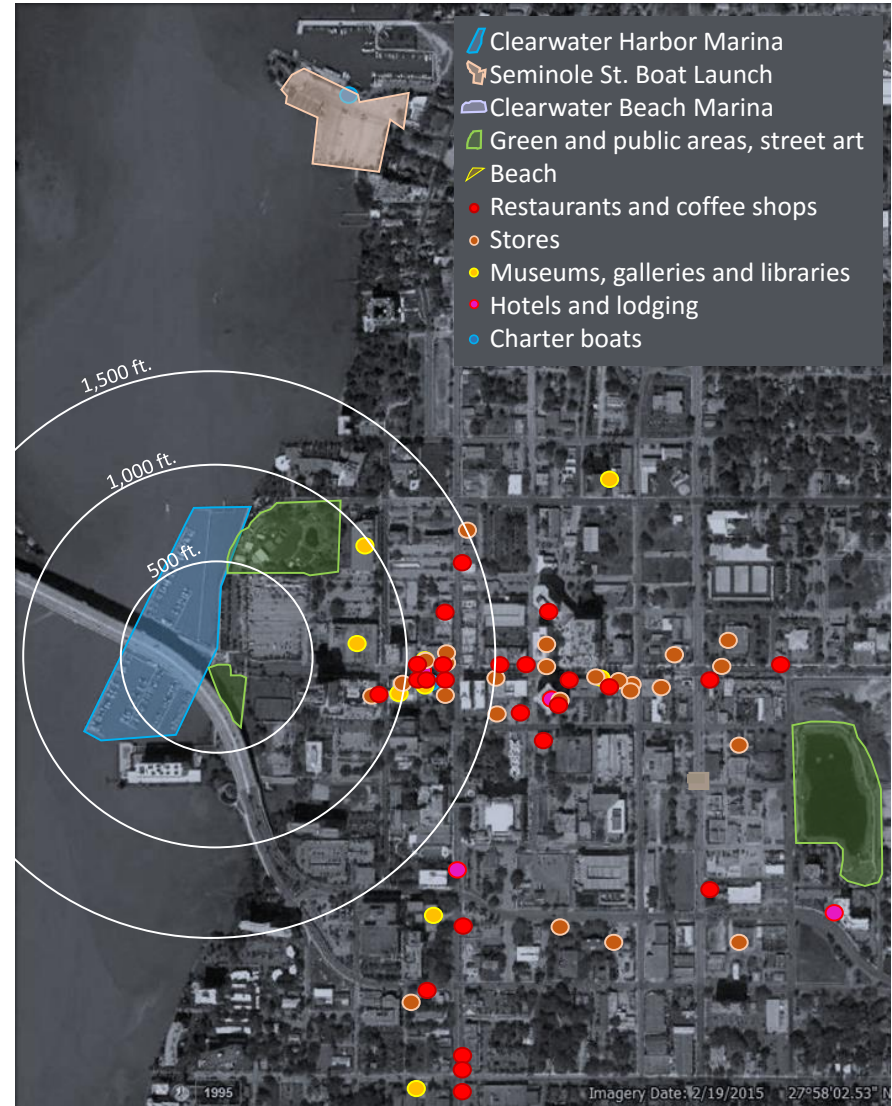 Clearwater Harbor Marina
Seminole St. Boat Launch
Clearwater Beach Marina
Green and public areas, street art
Beach
Restaurants and coffee shops
Stores
Museums, galleries and libraries
Hotels and lodging
Charter boats
1,500 ft.
1,000 ft.
500 ft.
1995
Imagery Date: 2/19/2015 27°58'02.53" N